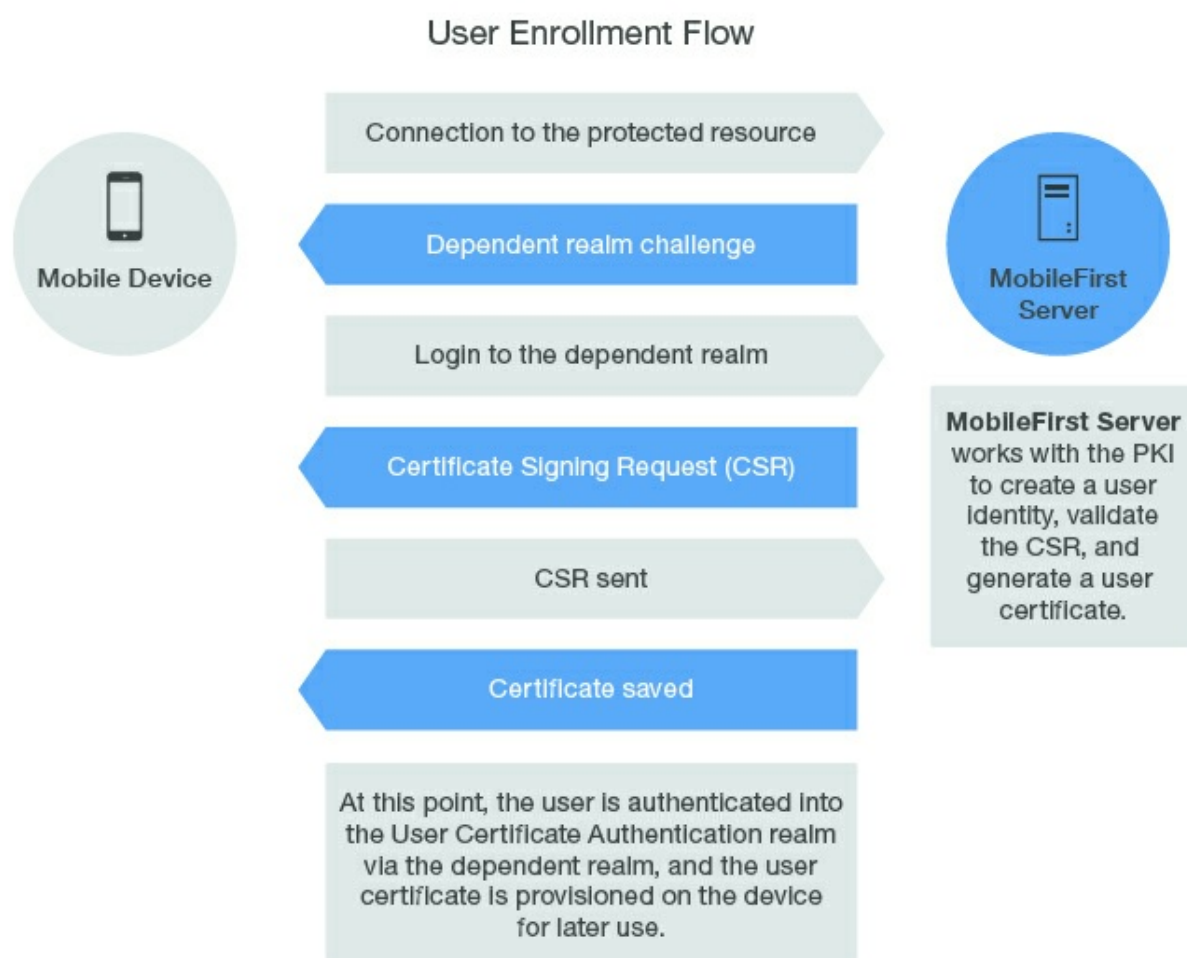 User Enrollment Flow
Connection to the protected resource
Mobile Device
Dependent realm challenge
MobileFirst
Server
Login to the dependent realm
Certificate Signing Request (CSR)
CSR sent
Certificate saved
MobileFirst Server
works with the PKI
to create a user
identity, validate
the CSR, and
generate a user
certificate.
At this point, the user is authenticated into
the User Certificate Authentication realm
via the dependent realm, and the user
certificate is provisioned on the device
for later use.